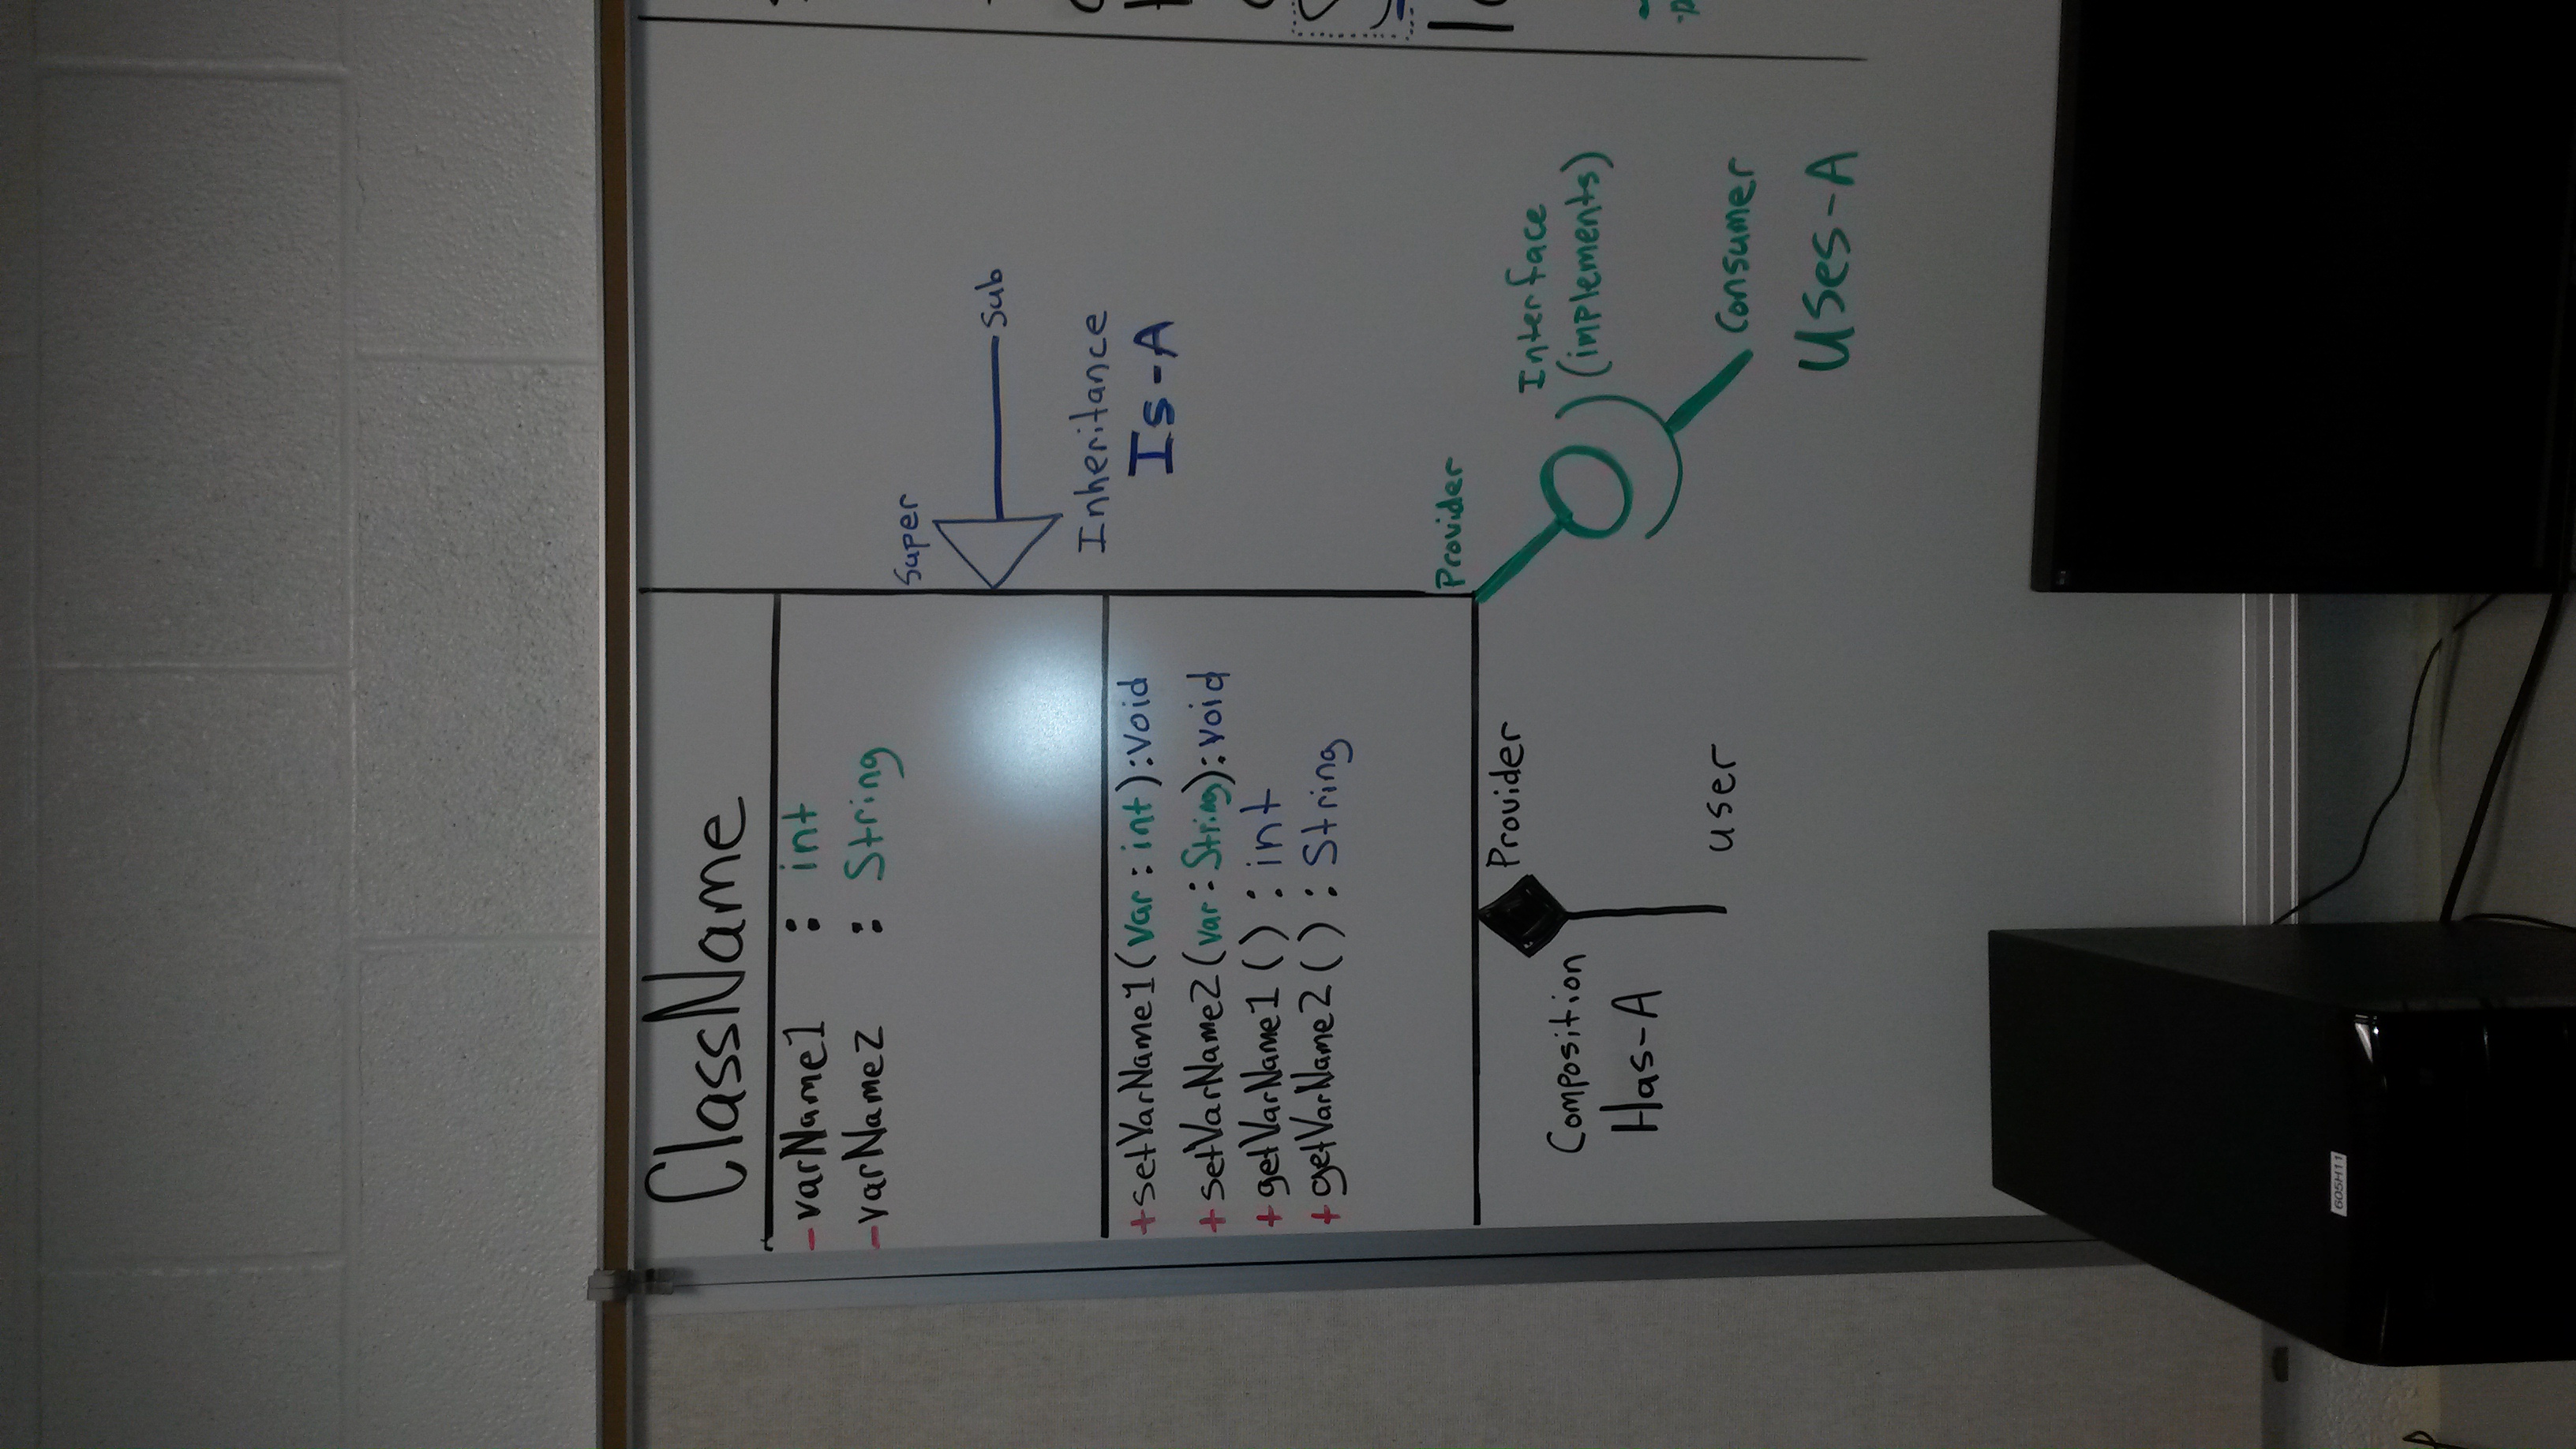 ClassName
-varName1 : int
-varName2 : String
Super
Sub
Inheritance
Is-A
+setVarName1(var:int):void
+setVarName2(var:String):void
+getVarName1():int
+getVarName2():String
Provider
Provider
Composition
Has-A
user
Interface
(implements)
Consumer
Uses-A
605H11